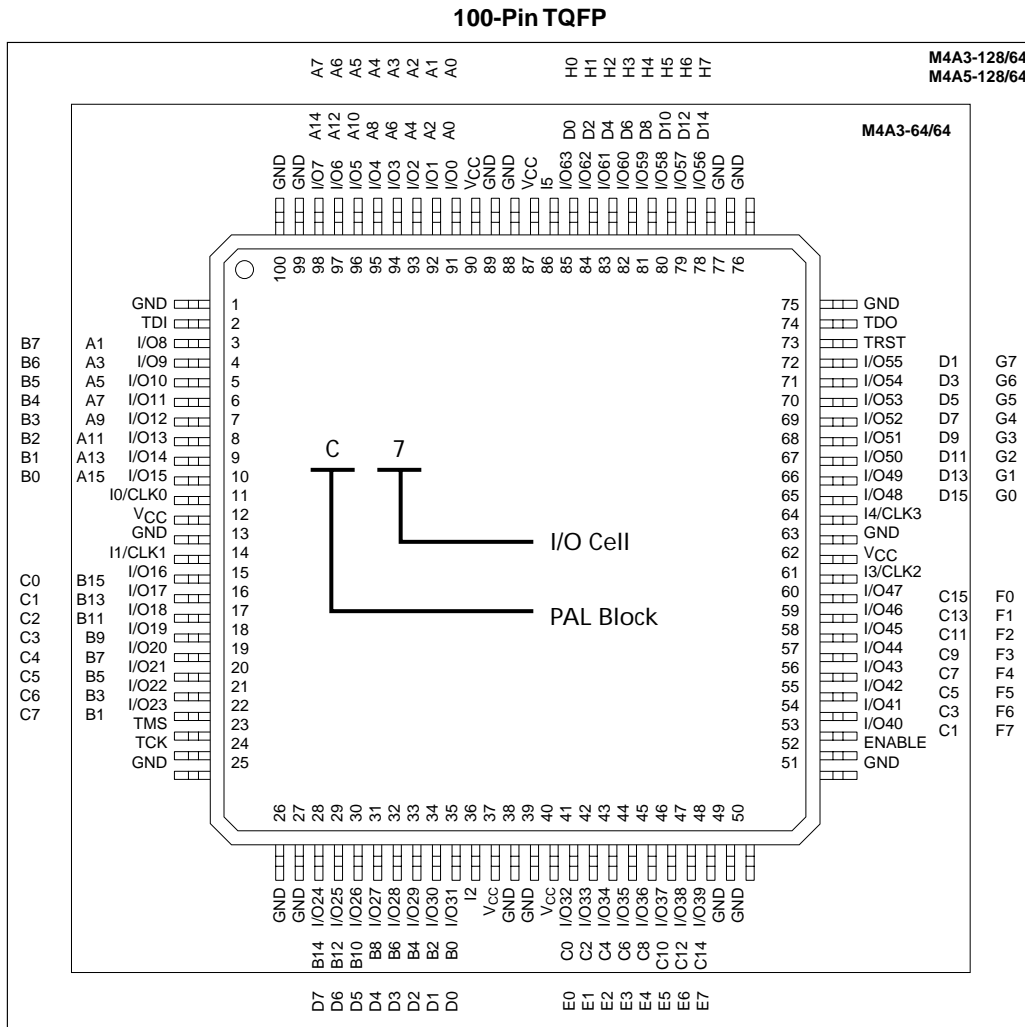 100-Pin TQFP
M4A3-128/64
M4A5-128/64
A7 A6 A5 A4 A3 A2 A1 A0 H0 H1 H2 H3 H4 H5 H6 H7
M4A3-64/64
A14 A12 A10 A8 A6 A4 A2 A0 D0 D2 D4 D6 D8 D10 D12 D14
GND GND I/O7 I/O6 I/O5 I/O4 I/O3 I/O2 I/O1 I/O0 VCC GND GND VCC I5 I/O63 I/O62 I/O61 I/O60 I/O59 I/O58 I/O57 I/O56 GND GND
100 99 98 97 96 95 94 93 92 91 90 89 88 87 86 85 84 83 82 81 80 79 78 77 76
GND 1 75 GND
TDI 2 74 TDO
B7 A1 I/O8 3 73 TRST
B6 A3 I/O9 4 72 I/O55 D1 G7
B5 A5 I/O10 5 71 I/O54 D3 G6
B4 A7 I/O11 6 70 I/O53 D5 G5
B3 A9 I/O12 7 69 I/O52 D7 G4
B2 A11 I/O13 8 68 I/O51 D9 G3
B1 A13 I/O14 9 67 I/O50 D11 G2
B0 A15 I/O15 10 66 I/O49 D13 G1
I0/CLK0 11 65 I/O48 D15 G0
VCC 12 64 I4/CLK3
GND 13 63 GND
I1/CLK1 14 62 VCC
C0 B15 I/O16 15 61 I3/CLK2
C1 B13 I/O17 16 60 I/O47 C15 F0
C2 B11 I/O18 17 59 I/O46 C13 F1
C3 B9 I/O19 18 58 I/O45 C11 F2
C4 B7 I/O20 19 57 I/O44 C9 F3
C5 B5 I/O21 20 56 I/O43 C7 F4
C6 B3 I/O22 21 55 I/O42 C5 F5
C7 B1 I/O23 22 54 I/O41 C3 F6
TMS 23 53 I/O40 C1 F7
TCK 24 52 ENABLE
GND 25 51 GND
C 7
I/O Cell
PAL Block
26 27 28 29 30 31 32 33 34 35 36 37 38 39 40 41 42 43 44 45 46 47 48 49 50
GND GND I/O24 I/O25 I/O26 I/O27 I/O28 I/O29 I/O30 I/O31 I2 VCC GND GND VCC I/O32 I/O33 I/O34 I/O35 I/O36 I/O37 I/O38 I/O39 GND GND
B14 B12 B10 B8 B6 B4 B2 B0 C0 C2 C4 C6 C8 C10 C12 C14
D7 D6 D5 D4 D3 D2 D1 D0 E0 E1 E2 E3 E4 E5 E6 E7